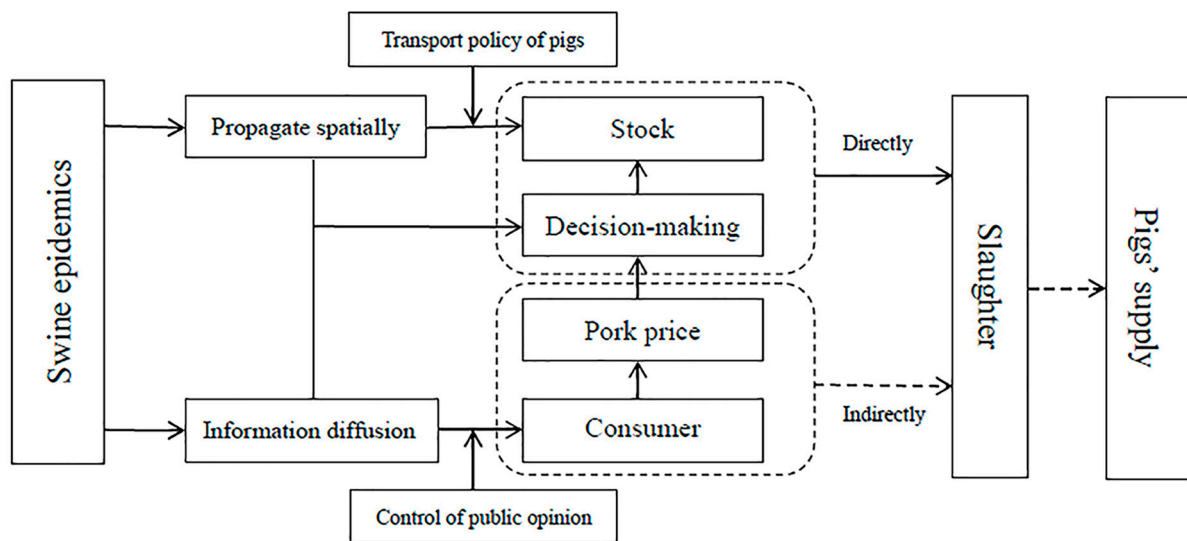 Transport policy of pigs
Swine epidemics
Propagate spatially
Stock
Directly
Decision-making
Slaughter
Pigs' supply
Pork price
Information diffusion
Consumer
Indirectly
Control of public opinion